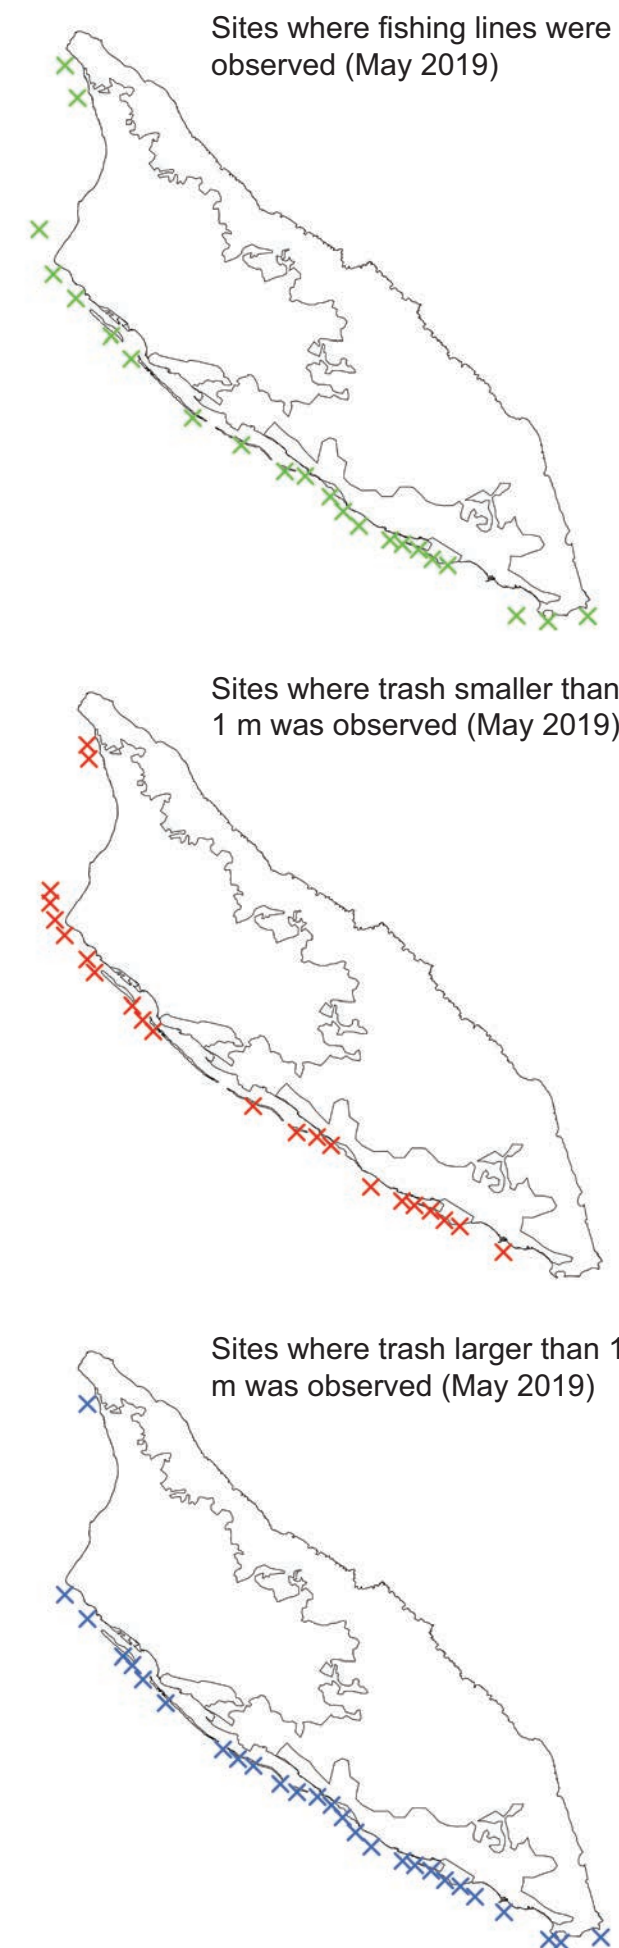 Sites where fishing lines were
observed (May 2019)
Sites where trash smaller than
1 m was observed (May 2019)
Sites where trash larger than 1
m was observed (May 2019)